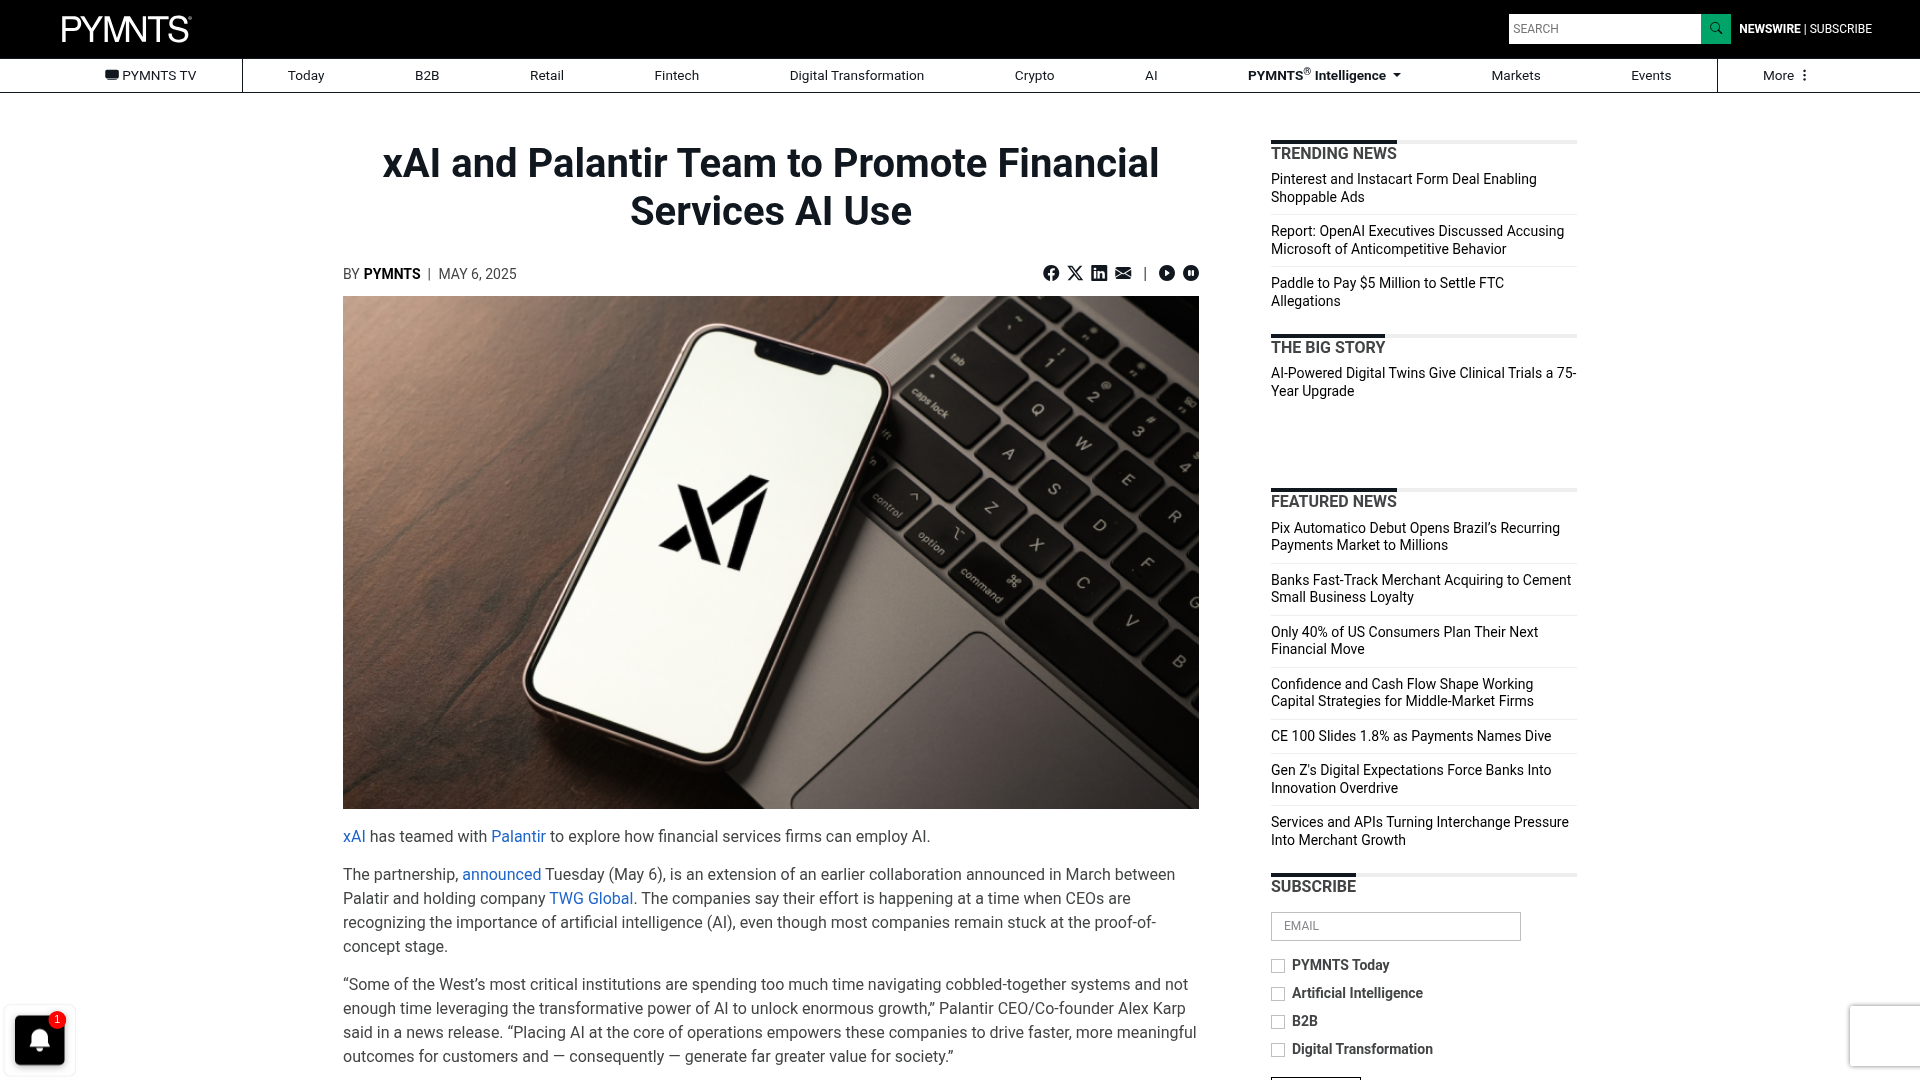 PYMNTS
SEARCH
NEWSWIRE | SUBSCRIBE
PYMNTS TV
Today
B2B
Retail
Fintech
Digital Transformation
Crypto
AI
PYMNTS® Intelligence
Markets
Events
More
xAI and Palantir Team to Promote Financial
Services AI Use
BY PYMNTS | MAY 6, 2025
|
tab
caps lock
control
option
command
~
`
!
1
@
2
#
3
4
Q
W
E
R
A
S
D
F
G
Z
X
C
V
B
fn
xAI has teamed with Palantir to explore how financial services firms can employ AI.
The partnership, announced Tuesday (May 6), is an extension of an earlier collaboration announced in March between
Palatir and holding company TWG Global. The companies say their effort is happening at a time when CEOs are
recognizing the importance of artificial intelligence (AI), even though most companies remain stuck at the proof-of-
concept stage.
“Some of the West’s most critical institutions are spending too much time navigating cobbled-together systems and not
enough time leveraging the transformative power of AI to unlock enormous growth,” Palantir CEO/Co-founder Alex Karp
said in a news release. “Placing AI at the core of operations empowers these companies to drive faster, more meaningful
outcomes for customers and — consequently — generate far greater value for society.”
TRENDING NEWS
Pinterest and Instacart Form Deal Enabling
Shoppable Ads
Report: OpenAI Executives Discussed Accusing
Microsoft of Anticompetitive Behavior
Paddle to Pay $5 Million to Settle FTC
Allegations
THE BIG STORY
AI-Powered Digital Twins Give Clinical Trials a 75-
Year Upgrade
FEATURED NEWS
Pix Automatico Debut Opens Brazil’s Recurring
Payments Market to Millions
Banks Fast-Track Merchant Acquiring to Cement
Small Business Loyalty
Only 40% of US Consumers Plan Their Next
Financial Move
Confidence and Cash Flow Shape Working
Capital Strategies for Middle-Market Firms
CE 100 Slides 1.8% as Payments Names Dive
Gen Z's Digital Expectations Force Banks Into
Innovation Overdrive
Services and APIs Turning Interchange Pressure
Into Merchant Growth
SUBSCRIBE
EMAIL
PYMNTS Today
Artificial Intelligence
B2B
Digital Transformation
1